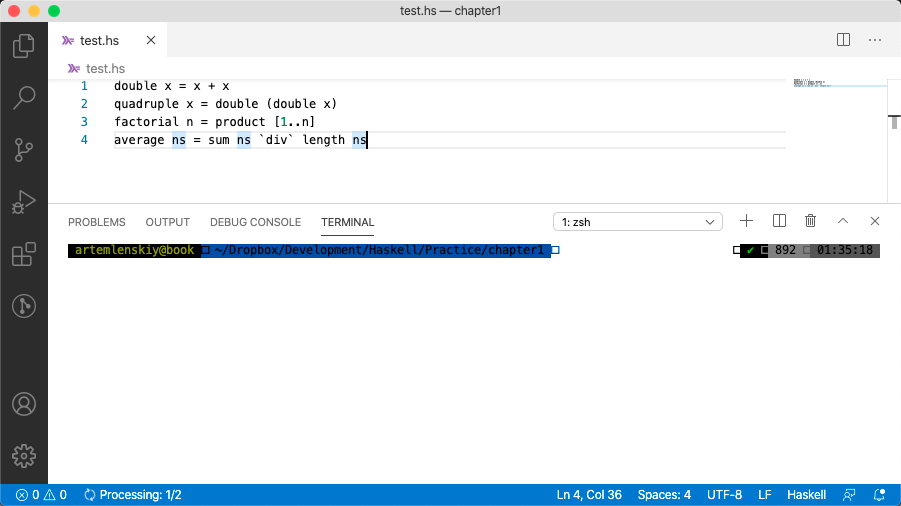 test.hs — chapter1
test.hs
test.hs
1 double x = x + x
2 quadruple x = double (double x)
3 factorial n = product [1..n]
4 average ns = sum ns `div` length ns
PROBLEMS OUTPUT DEBUG CONSOLE TERMINAL 1: zsh
artemlenskiy@book ~/Dropbox/Development/Haskell/Practice/chapter1 ✔ 892 01:35:18
0 0 Processing: 1/2 Ln 4, Col 36 Spaces: 4 UTF-8 LF Haskell